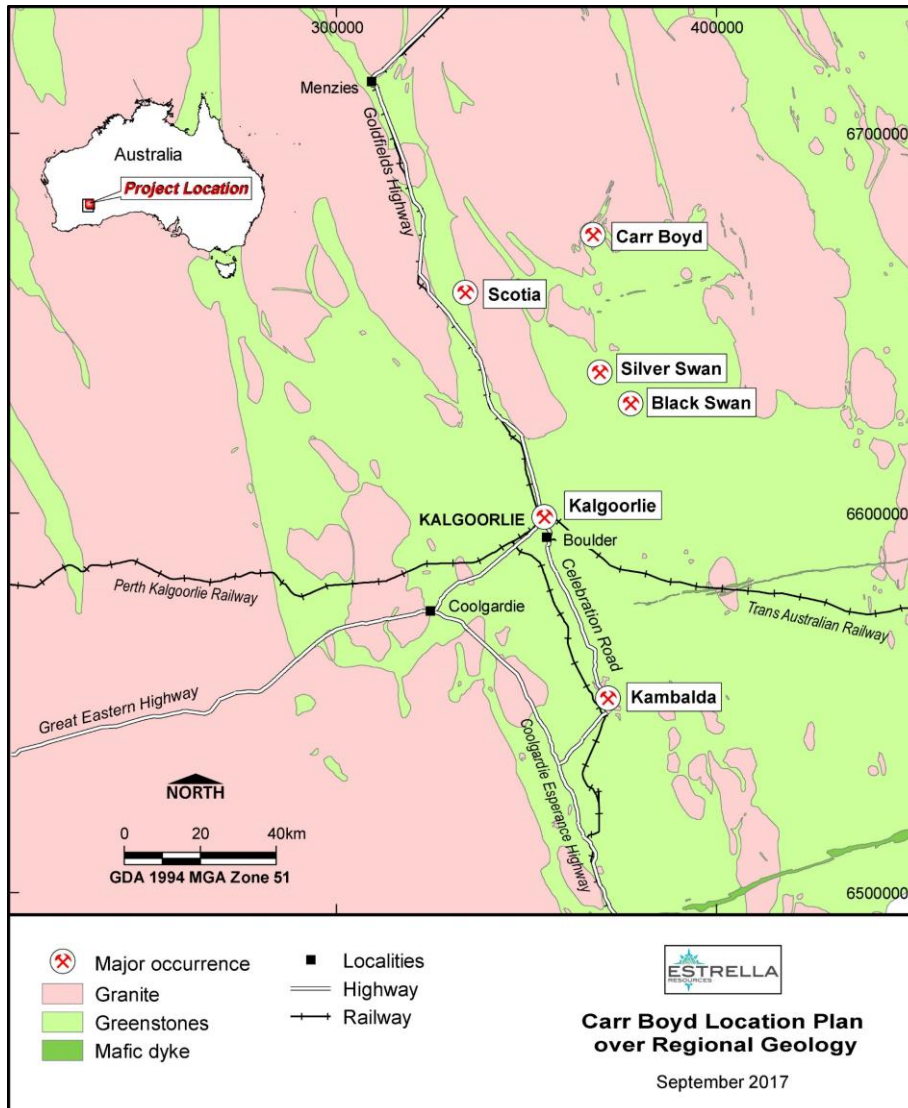 300000
400000
Menzies
6700000
Australia
Project Location
Goldfields Highway
Carr Boyd
Scotia
Silver Swan
Black Swan
Kalgoorlie
KALGOORLIE
6600000
Boulder
Perth Kalgoorlie Railway
Celebration Road
Trans Australian Railway
Coolgardie
Kambalda
Great Eastern Highway
Coolgardie Esperance Highway
NORTH
0 20 40km
GDA 1994 MGA Zone 51
6500000
Major occurrence
Granite
Greenstones
Mafic dyke
Localities
Highway
Railway
ESTRELLA
RESOURCES
Carr Boyd Location Plan
over Regional Geology
September 2017